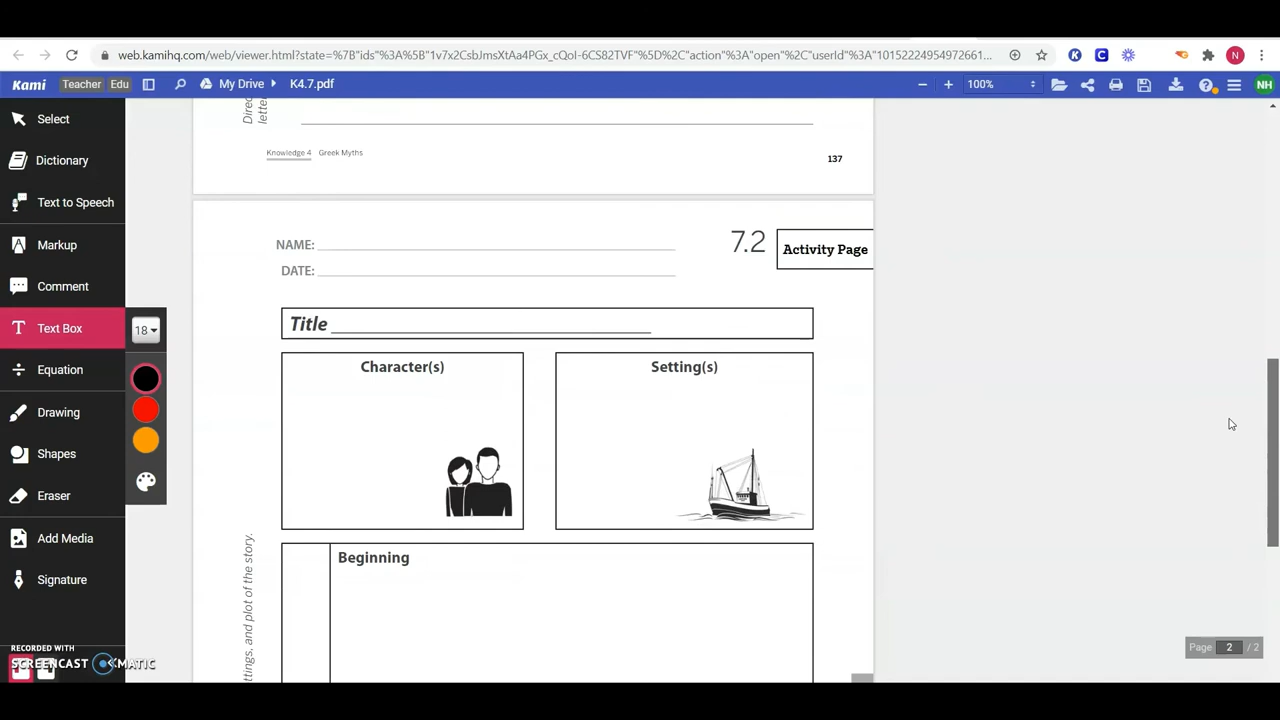 web.kamihq.com/web/viewer.html?state=%7B"ids"%3A%5B"1v7x2CsbJmsXtAa4PGx_cQoI-6CS82TVF"%5D%2C"action"%3A"open"%2C"userId"%3A"10152224954972661...
Kami Teacher Edu My Drive K4.7.pdf 100% NH
Select
Dictionary
Text to Speech
Markup
Comment
Text Box
18
Equation
Drawing
Shapes
Eraser
Add Media
Signature
RECORDED WITH
SCREENCAST MATIC
letter.
Knowledge 4 Greek Myths
137
NAME:
DATE:
7.2 Activity Page
Title
Character(s)
Setting(s)
Beginning
ttings, and plot of the story.
Page 2 / 2